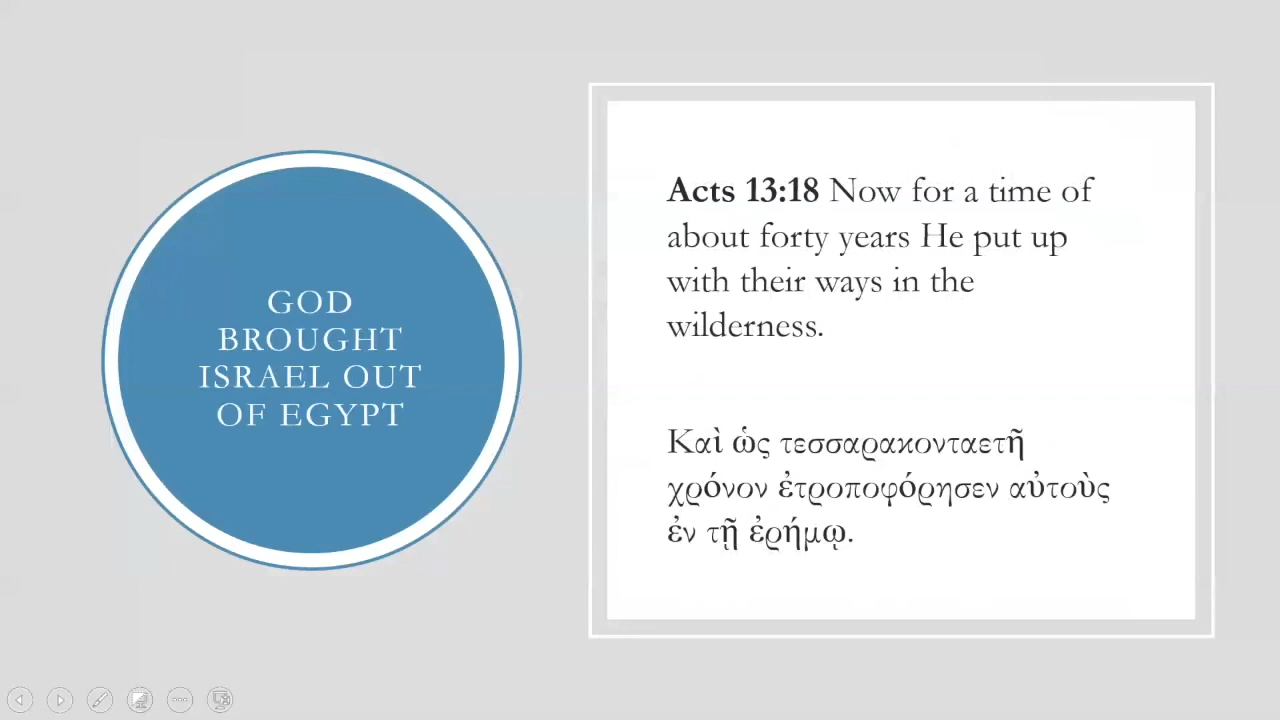 GOD
BROUGHT
ISRAEL OUT
OF EGYPT
Acts 13:18 Now for a time of
about forty years He put up
with their ways in the
wilderness.
Καὶ ὡς τεσσαρακονταετῆ
χρόνον ἐτροποφόρησεν αὐτοὺς
ἐν τῇ ἐρήμῳ.